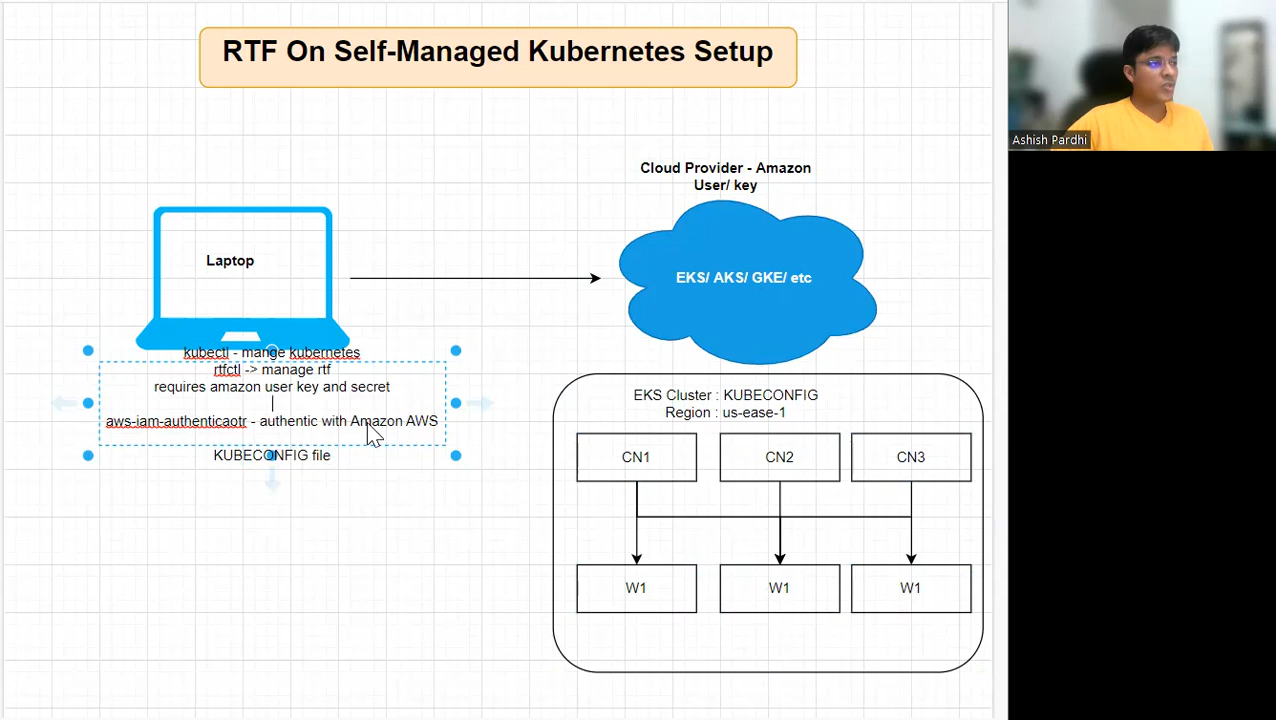 RTF On Self-Managed Kubernetes Setup
Ashish Pardhi
Cloud Provider - Amazon
User/ key
Laptop
EKS/ AKS/ GKE/ etc
kubectl - mange kubernetes
rtfctl -> manage rtf
requires amazon user key and secret
aws-iam-authenticaotr - authentic with Amazon AWS
KUBECONFIG file
EKS Cluster : KUBECONFIG
Region : us-ease-1
CN1 CN2 CN3
W1 W1 W1